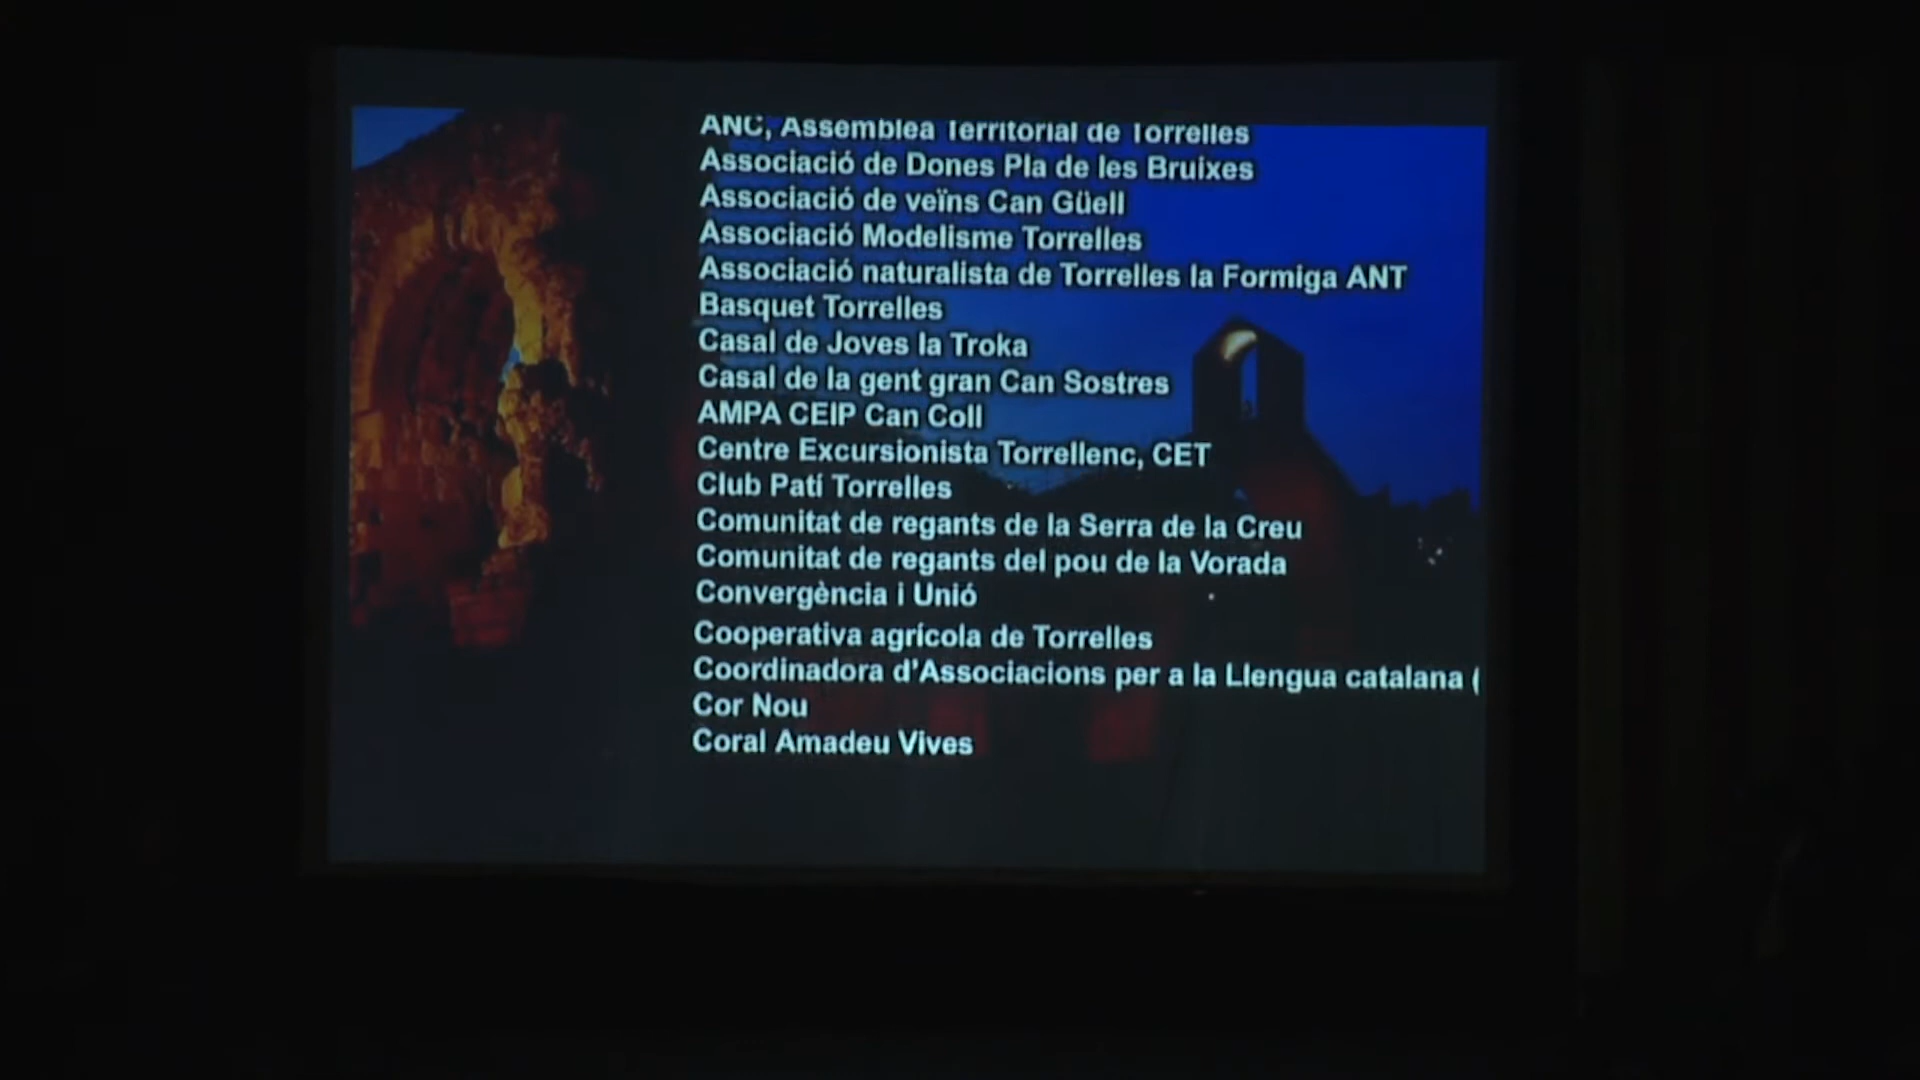 ANC, Assemblea Territorial de Torrelles
Associació de Dones Pla de les Bruixes
Associació de veïns Can Güell
Associació Modelisme Torrelles
Associació naturalista de Torrelles la Formiga ANT
Basquet Torrelles
Casal de Joves la Troka
Casal de la gent gran Can Sostres
AMPA CEIP Can Coll
Centre Excursionista Torrellenc, CET
Club Patí Torrelles
Comunitat de regants de la Serra de la Creu
Comunitat de regants del pou de la Vorada
Convergència i Unió
Cooperativa agrícola de Torrelles
Coordinadora d'Associacions per a la Llengua catalana (
Cor Nou
Coral Amadeu Vives